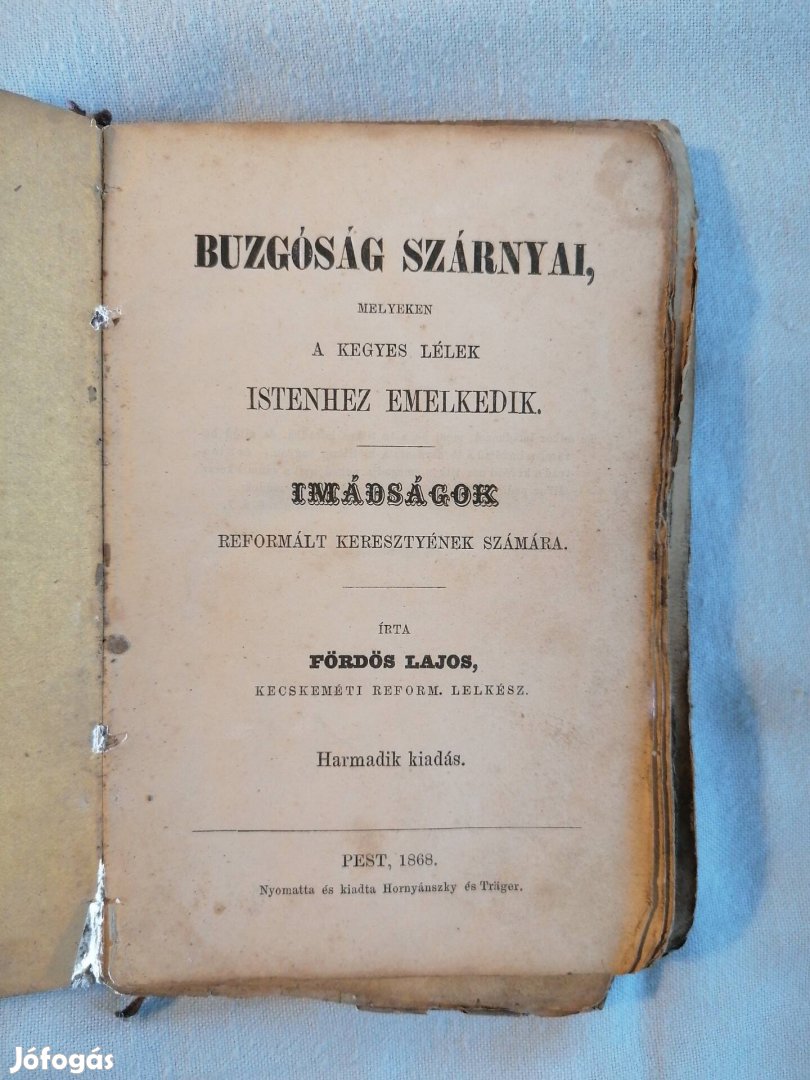 BUZGÓSÁG SZÁRNYAI,
MELYEKEN
A KEGYES LÉLEK
ISTENHEZ EMELKEDIK.
IMÁDSÁGOK
REFORMÁLT KERESZTYÉNEK SZÁMÁRA.
ÍRTA
FÖRDÖS LAJOS,
KECSKEMÉTI REFORM. LELKÉSZ.
Harmadik kiadás.
PEST, 1868.
Nyomatta és kiadta Hornyánszky és Träger.
Jófogás